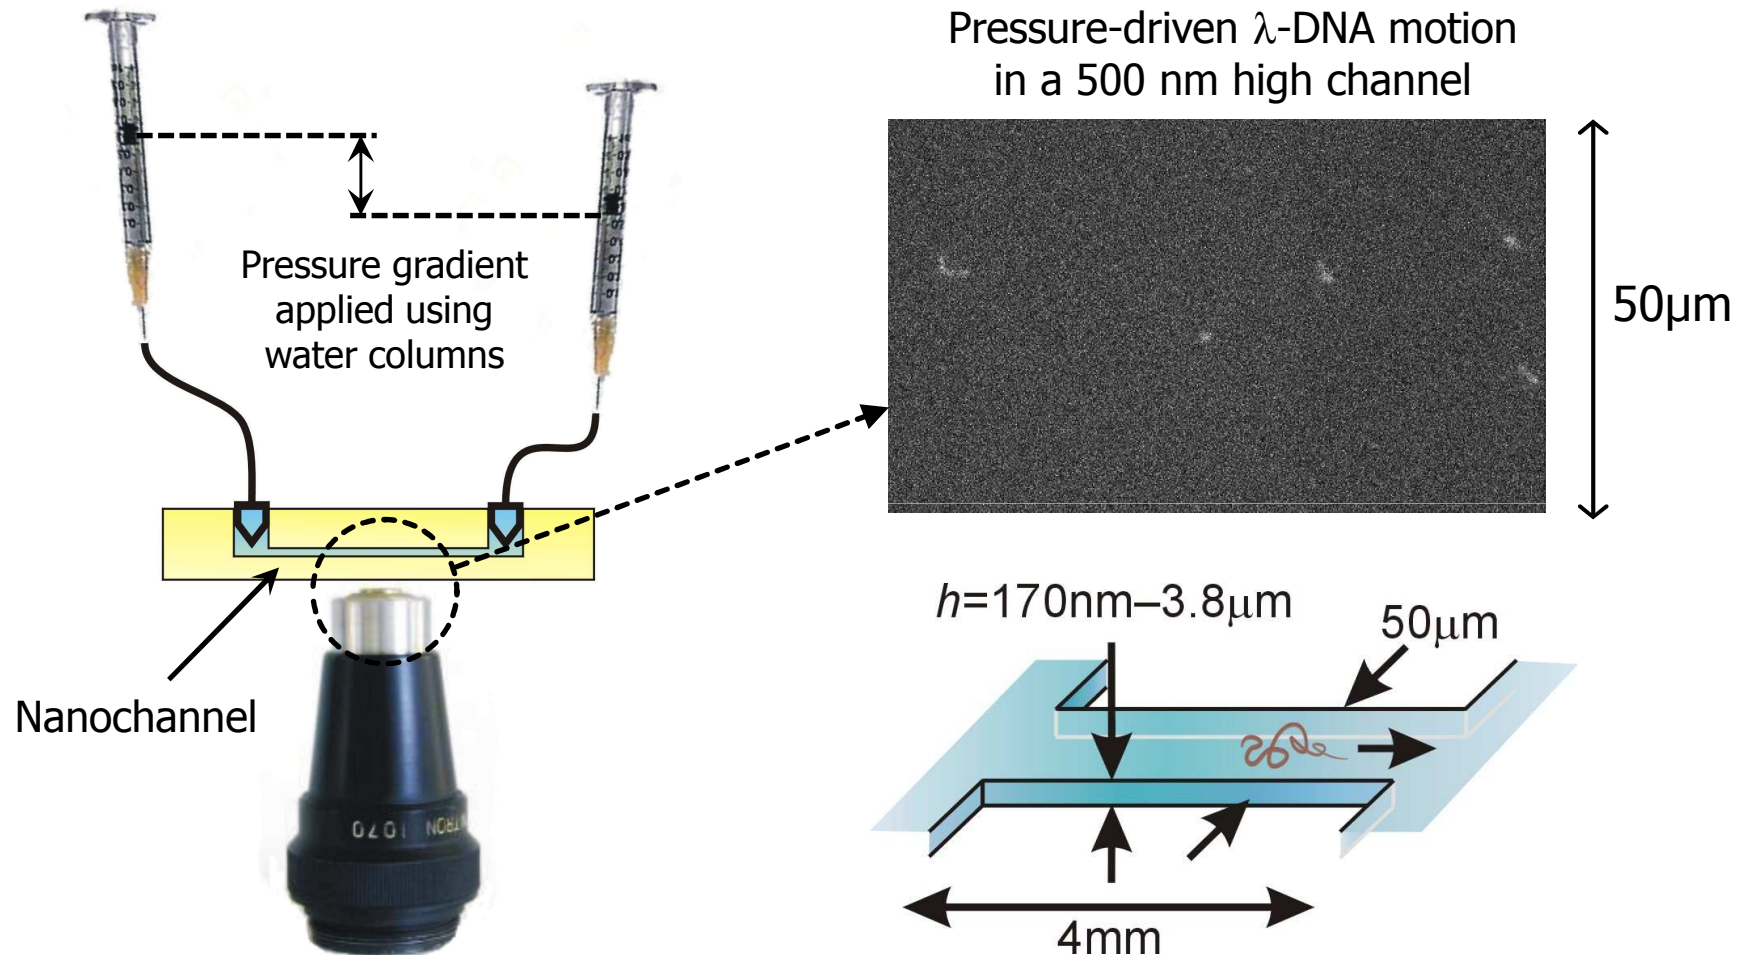 Pressure-driven λ-DNA motion
in a 500 nm high channel
Pressure gradient
applied using
water columns
50μm
Nanochannel
h=170nm–3.8μm
50μm
4mm
1070